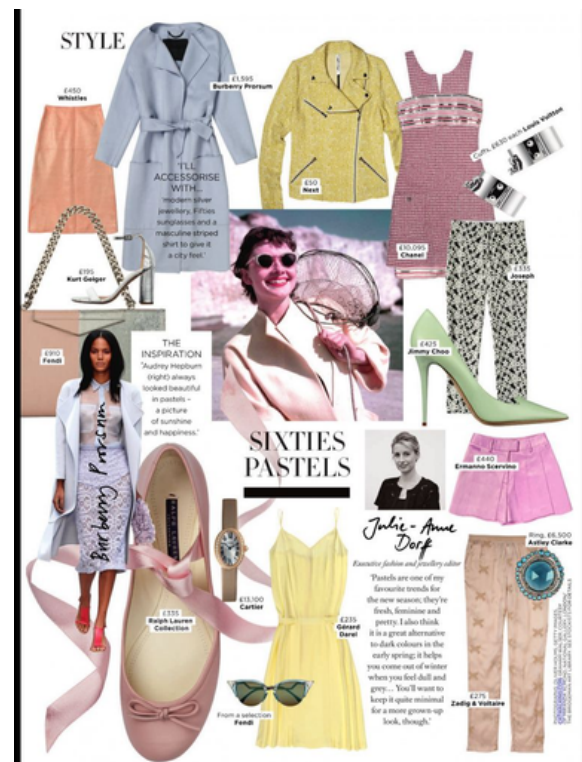 STYLE
£450
Whistles
£1,595
Burberry Prorsum
£50
Next
Cuffs, £630 each Louis Vuitton
'I'LL
ACCESSORISE
WITH...
modern silver
jewellery, Fifties
sunglasses and a
masculine striped
shirt to give it
a city feel.'
£195
Kurt Geiger
£10,095
Chanel
£335
Joseph
£910
Fendi
THE
INSPIRATION
'Audrey Hepburn
(right) always
looked beautiful
in pastels –
a picture
of sunshine
and happiness.'
£425
Jimmy Choo
Burberry Prorsum
SIXTIES
PASTELS
£440
Ermanno Scervino
Julie-Anne
Dorff
Executive fashion and jewellery editor
'Pastels are one of my
favourite trends for
the new season; they're
fresh, feminine and
pretty. I also think
it is a great alternative
to dark colours in the
early spring; it helps
you come out of winter
when you feel dull and
grey... You'll want to
keep it quite minimal
for a more grown-up
look, though.'
Ring, £6,500
Astley Clarke
RALPH LAUREN
£13,100
Cartier
£335
Ralph Lauren
Collection
£235
Gérard
Darel
From a selection
Fendi
£275
Zadig & Voltaire